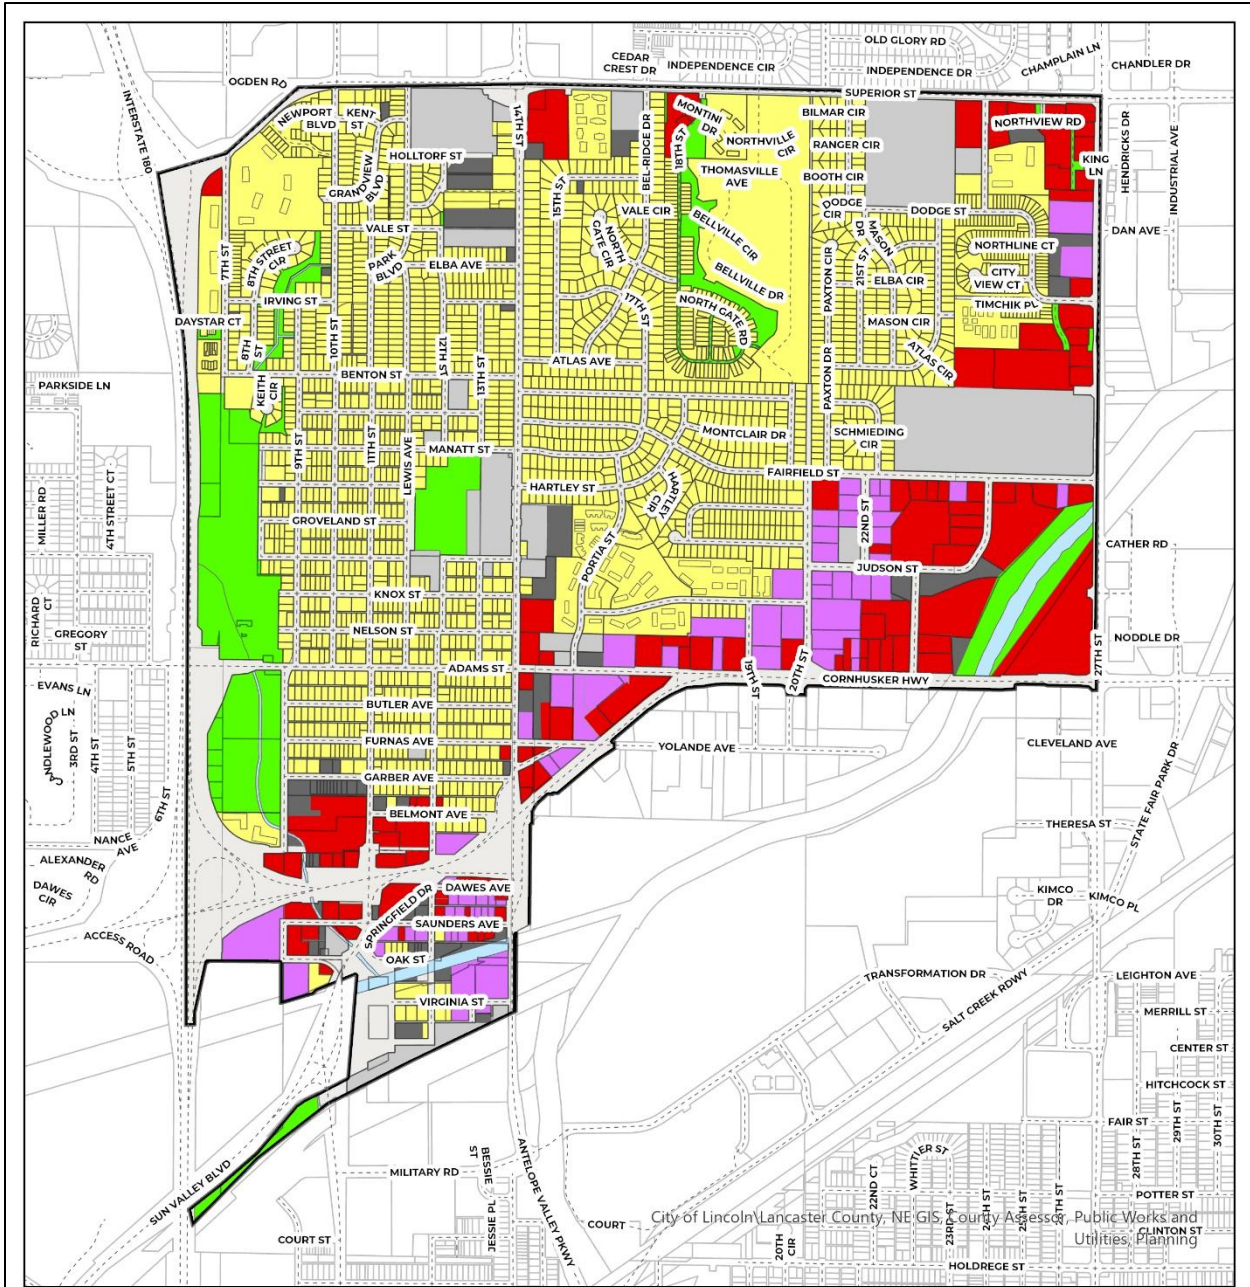 OLD GLORY RD
CEDAR
CREST DR
INDEPENDENCE CIR
INDEPENDENCE DR
CHAMPLAIN LN
CHANDLER DR
OGDEN RD
SUPERIOR ST
INTERSTATE 180
NEWPORT
BLVD
KENT
ST
14TH ST
MONTINI
DR
BILMAR CIR
NORTHVIEW RD
HOLLTORF ST
BEL-RIDGE DR
18TH ST
NORTHVILLE
CIR
RANGER CIR
KING
LN
HENDRICKS DR
INDUSTRIAL AVE
GRANDVIEW
BLVD
15TH ST
THOMASVILLE
AVE
BOOTH CIR
VALE CIR
DODGE
CIR
DODGE ST
VALE ST
NORTH
GATE CIR
BELLVILLE CIR
MASON
DR
DAN AVE
7TH ST
8TH STREET
CIR
PARK
BLVD
ELBA AVE
21ST ST
NORTHLINE CT
PAXTON CIR
ELBA CIR
CITY
VIEW CT
BELLVILLE DR
IRVING ST
17TH ST
NORTH GATE RD
TIMCHIK PL
DAYSTAR CT
8TH
ST
10TH ST
12TH ST
13TH ST
MASON CIR
ATLAS AVE
ATLAS CIR
PARKSIDE LN
BENTON ST
PAXTON DR
KEITH
CIR
MILLER RD
4TH STREET CT
9TH ST
11TH ST
LEWIS AVE
MANATT ST
MONTCLAIR DR
SCHMIEDING
CIR
FAIRFIELD ST
HARTLEY ST
HARTLEY
CIR
GROVELAND ST
22ND ST
PORTIA ST
CATHER RD
JUDSON ST
RICHARD
CT
KNOX ST
GREGORY
ST
NELSON ST
NODDLE DR
27TH ST
ADAMS ST
19TH ST
20TH ST
CORNHUSKER HWY
EVANS LN
NDLEWOOD LN
CA
3RD ST
4TH ST
5TH ST
BUTLER AVE
FURNAS AVE
YOLANDE AVE
CLEVELAND AVE
GARBER AVE
STATE FAIR PARK DR
6TH ST
BELMONT AVE
THERESA ST
NANCE
AVE
ALEXANDER
RD
DAWES
CIR
DAWES AVE
KIMCO
DR
KIMCO PL
SPRINGFIELD DR
SAUNDERS AVE
ACCESS ROAD
OAK ST
TRANSFORMATION DR
LEIGHTON AVE
VIRGINIA ST
SALT CREEK RDWY
MERRILL ST
CENTER ST
HITCHCOCK ST
FAIR ST
28TH ST
29TH ST
30TH ST
SUN VALLEY BLVD
MILITARY RD
BESSIE
ST
ANTELOPE VALLEY PKWY
WHITTIER ST
22ND CT
23RD ST
24TH ST
25TH ST
26TH ST
POTTER ST
JESSIE PL
COURT
COURT ST
20TH
CIR
CLINTON ST
City of Lincoln\Lancaster County, NE GIS, County Assessor, Public Works and
Utilities, Planning
HOLDREGE ST